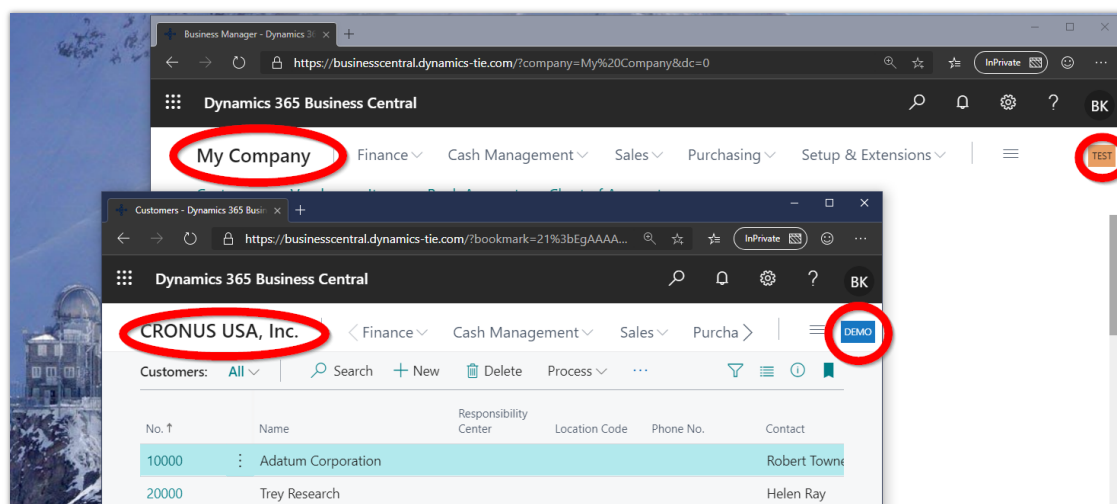 Business Manager - Dynamics 36
https://businesscentral.dynamics-tie.com/?company=My%20Company&dc=0
InPrivate
Dynamics 365 Business Central
BK
My Company Finance Cash Management Sales Purchasing Setup & Extensions TEST
Customers - Dynamics 365 Busin
https://businesscentral.dynamics-tie.com/?bookmark=21%3bEgAAAA...
InPrivate
Dynamics 365 Business Central
BK
CRONUS USA, Inc. Finance Cash Management Sales Purcha DEMO
Customers: All Search + New Delete Process ...
No. ↑ Name Responsibility Center Location Code Phone No. Contact
10000 Adatum Corporation Robert Towne
20000 Trey Research Helen Ray